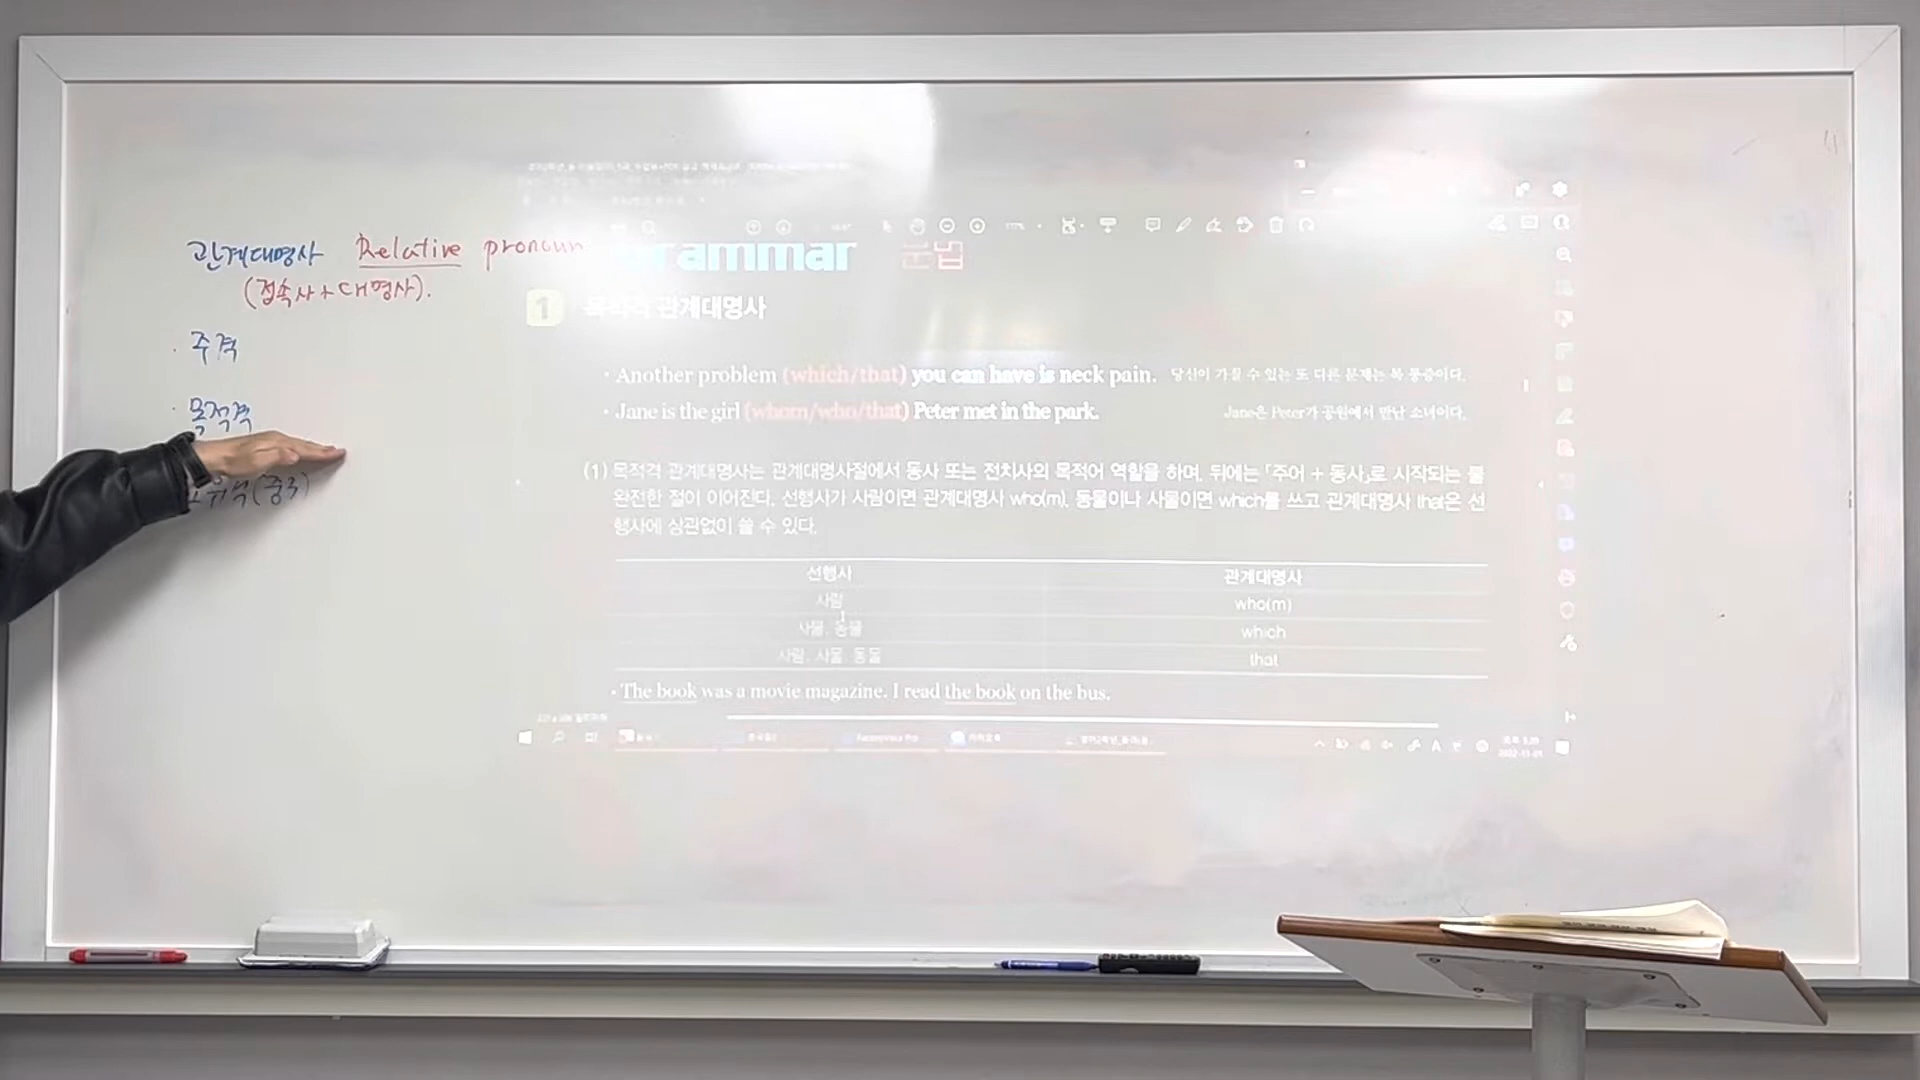 관계대명사 Relative pronoun
(접속사+대명사).
· 주격
· 목적격
(중3)
Grammar 문법
1 목적격 관계대명사
· Another problem (which/that) you can have is neck pain. 당신이 가질 수 있는 또 다른 문제는 목 통증이다.
· Jane is the girl (whom/who/that) Peter met in the park. Jane은 Peter가 공원에서 만난 소녀이다.
(1) 목적격 관계대명사는 관계대명사절에서 동사 또는 전치사의 목적어 역할을 하며, 뒤에는 「주어 + 동사」로 시작되는 불
완전한 절이 이어진다. 선행사가 사람이면 관계대명사 who(m), 동물이나 사물이면 which를 쓰고 관계대명사 that은 선
행사에 상관없이 쓸 수 있다.
선행사 관계대명사
사람 who(m)
사물, 동물 which
사람, 사물, 동물 that
· The book was a movie magazine. I read the book on the bus.
2022-11-01